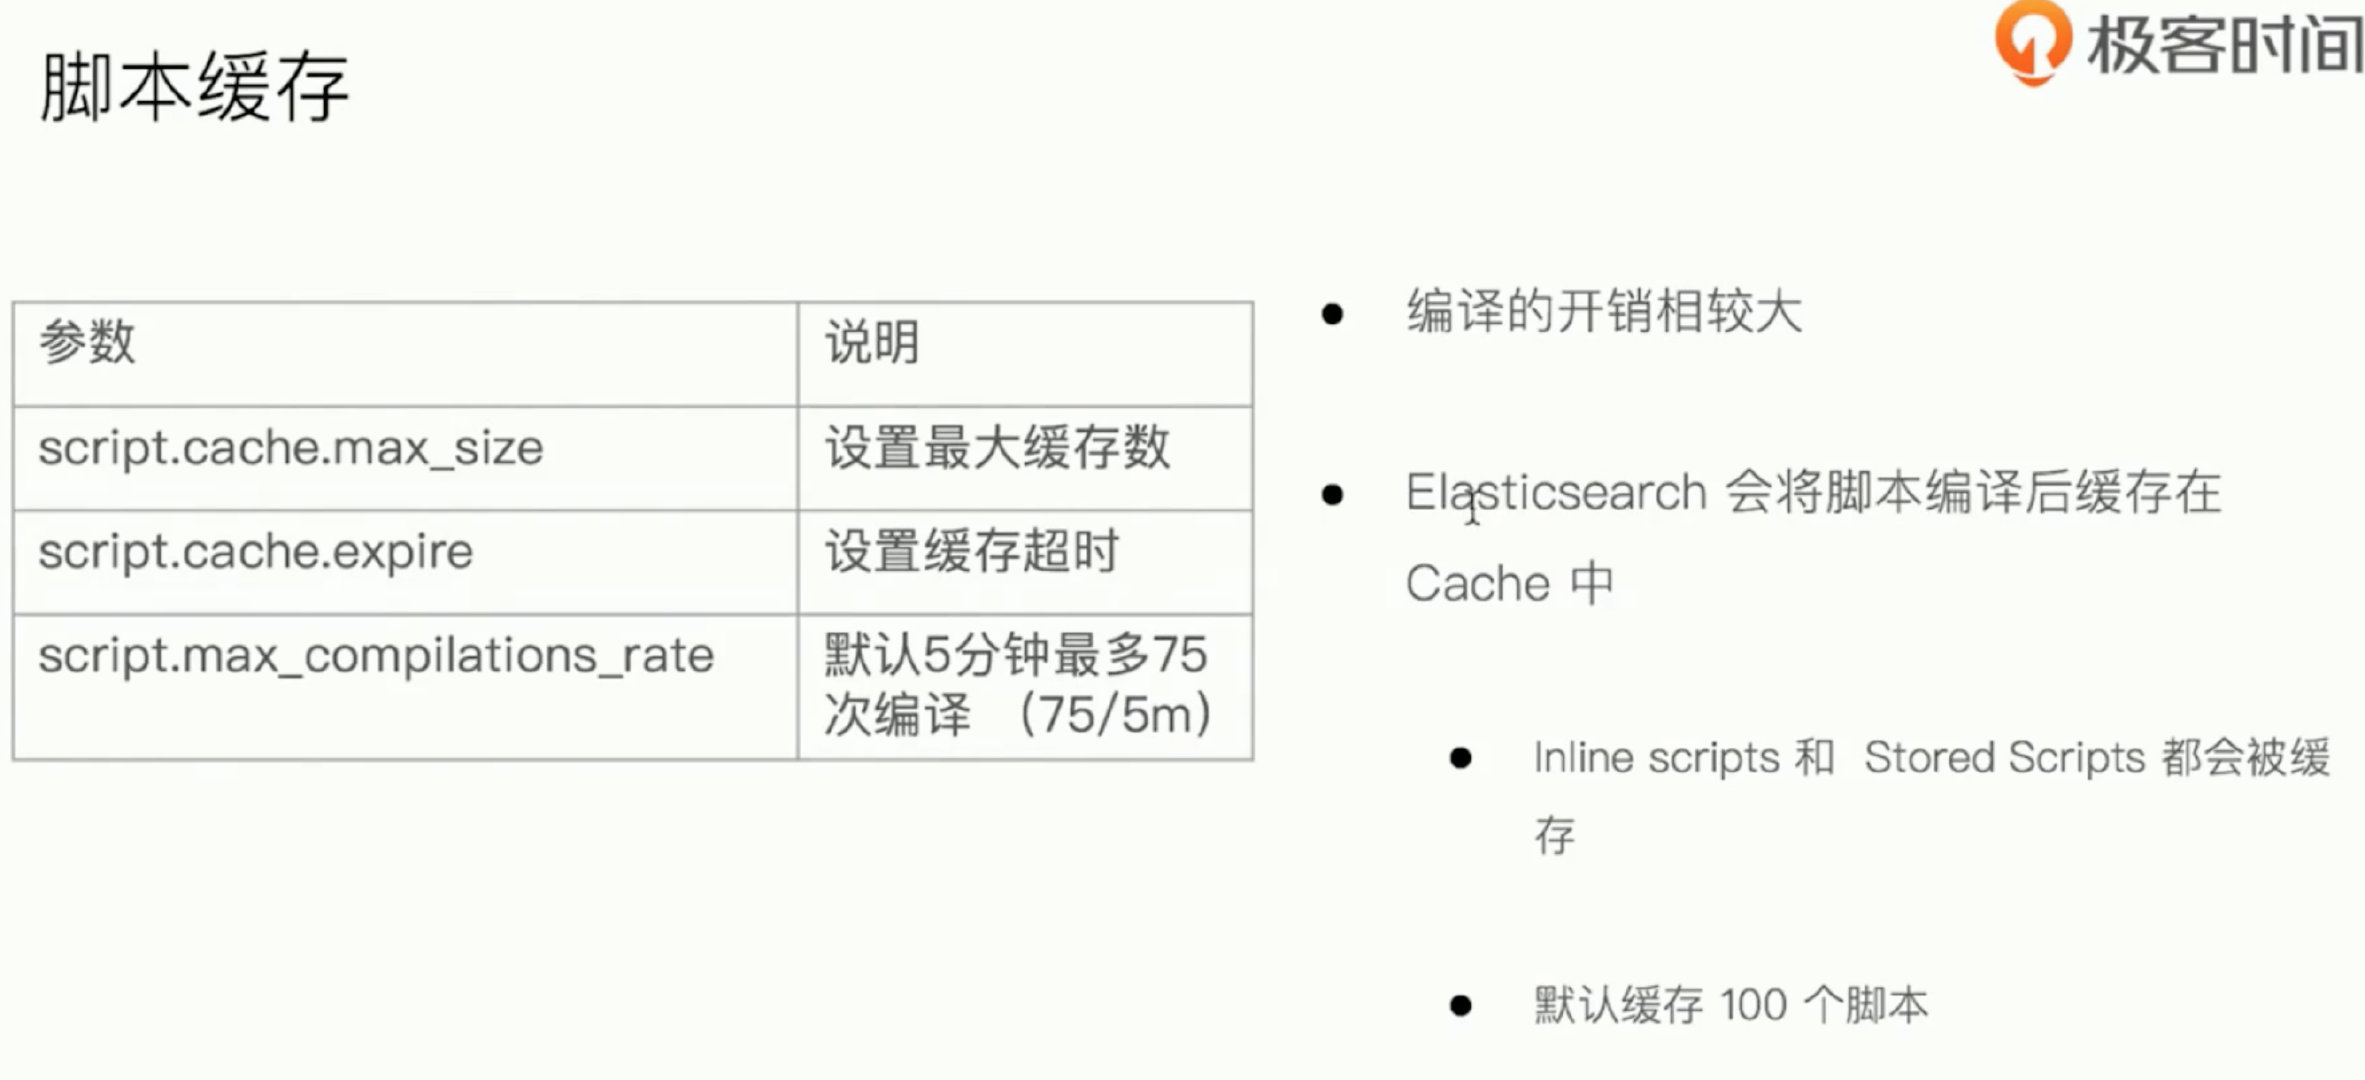 脚本缓存
极客时间
参数 说明
script.cache.max_size 设置最大缓存数
script.cache.expire 设置缓存超时
script.max_compilations_rate 默认5分钟最多75
次编译 （75/5m）
编译的开销相较大
Elasticsearch 会将脚本编译后缓存在
Cache 中
Inline scripts 和 Stored Scripts 都会被缓
存
默认缓存 100 个脚本